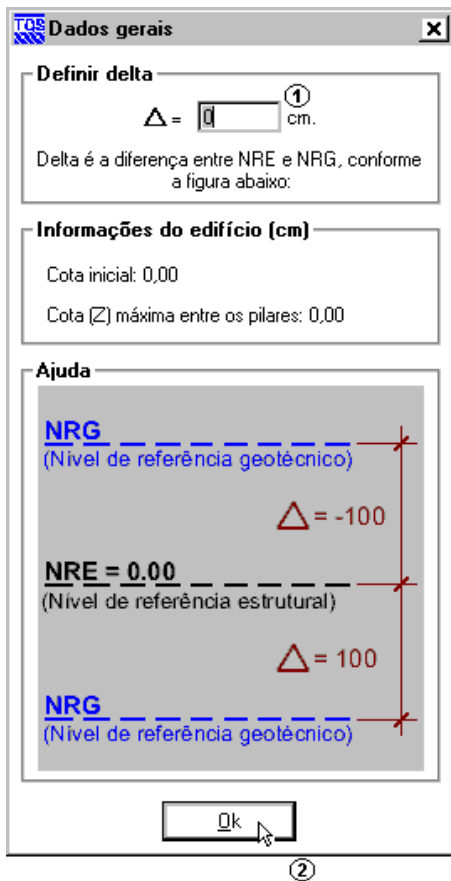 TQS Dados gerais
Definir delta
①
Δ = 0 cm.
Delta é a diferença entre NRE e NRG, conforme
a figura abaixo:
Informações do edifício (cm)
Cota inicial: 0,00
Cota (Z) máxima entre os pilares: 0,00
Ajuda
NRG
(Nível de referência geotécnico)
Δ = -100
NRE = 0.00
(Nível de referência estrutural)
Δ = 100
NRG
(Nível de referência geotécnico)
Ok
②